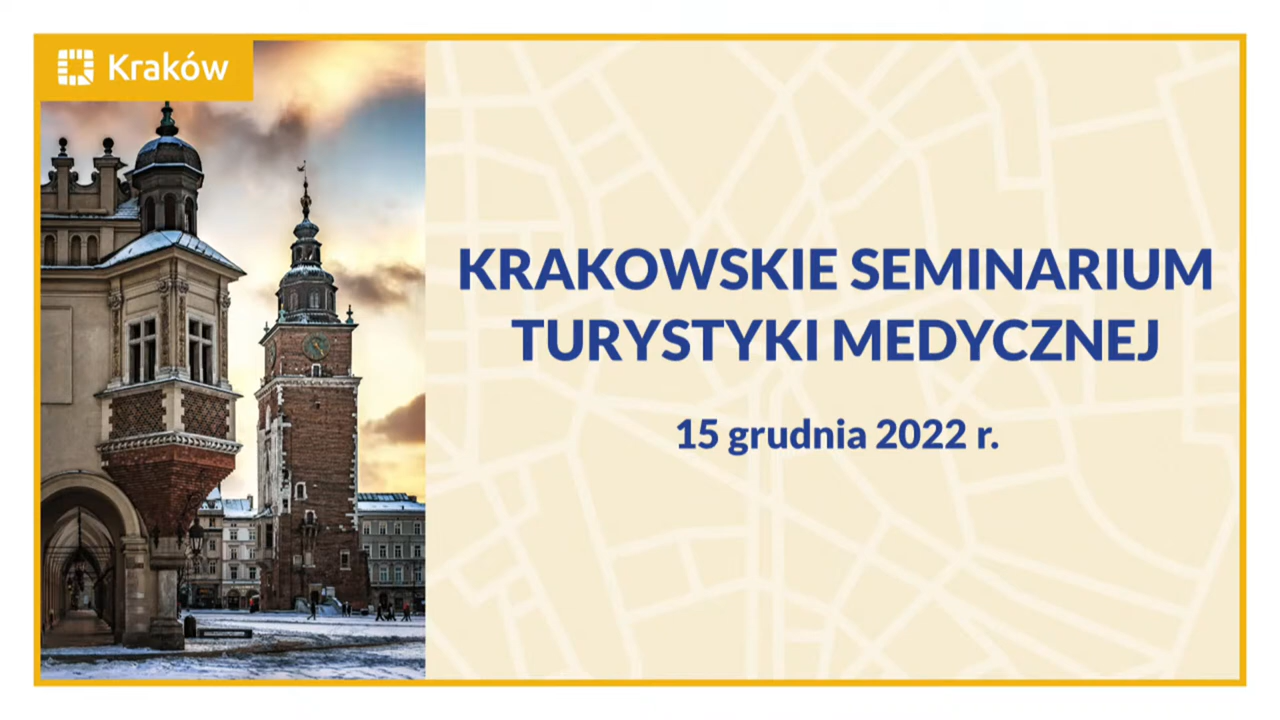 Kraków
KRAKOWSKIE SEMINARIUM
TURYSTYKI MEDYCZNEJ
15 grudnia 2022 r.